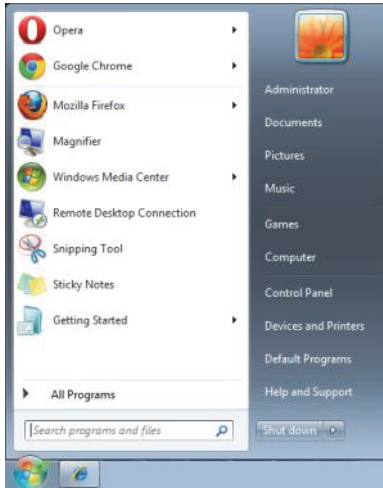 Opera
Google Chrome
Mozilla Firefox
Magnifier
Windows Media Center
Remote Desktop Connection
Snipping Tool
Sticky Notes
Getting Started
All Programs
Search programs and files
Administrator
Documents
Pictures
Music
Games
Computer
Control Panel
Devices and Printers
Default Programs
Help and Support
Shut down